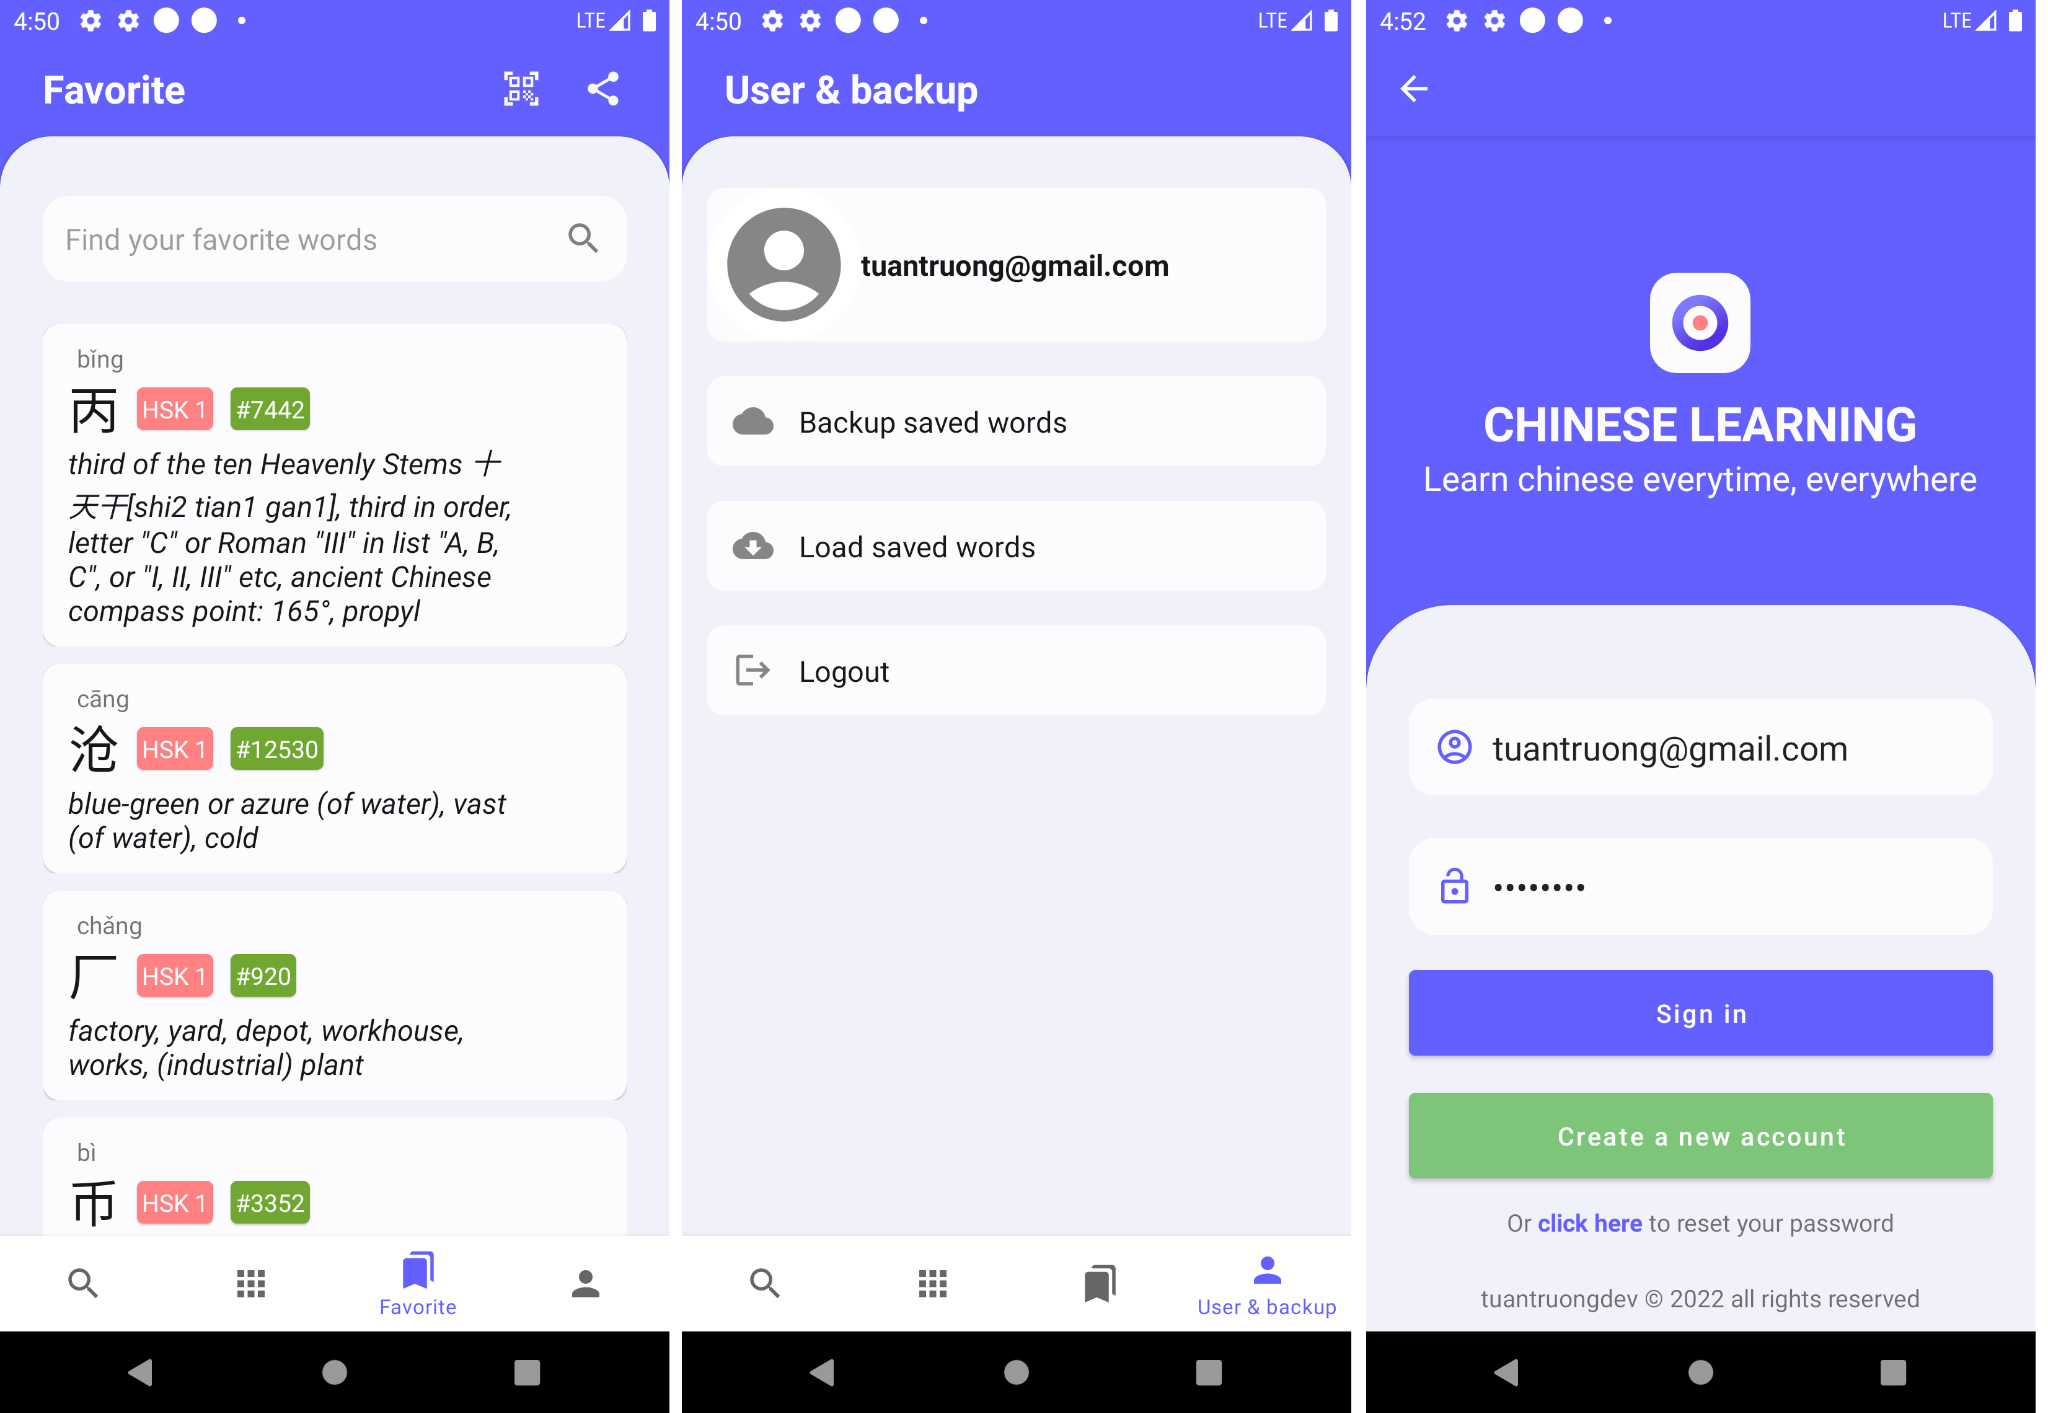 4:50
LTE
Favorite
Find your favorite words
bǐng
丙 HSK 1 #7442
third of the ten Heavenly Stems 十
天干[shi2 tian1 gan1], third in order,
letter "C" or Roman "III" in list "A, B,
C", or "I, II, III" etc, ancient Chinese
compass point: 165°, propyl
cāng
沧 HSK 1 #12530
blue-green or azure (of water), vast
(of water), cold
chǎng
厂 HSK 1 #920
factory, yard, depot, workhouse,
works, (industrial) plant
bì
币 HSK 1 #3352
Favorite
4:50
LTE
User & backup
tuantruong@gmail.com
Backup saved words
Load saved words
Logout
User & backup
4:52
LTE
CHINESE LEARNING
Learn chinese everytime, everywhere
tuantruong@gmail.com
••••••••
Sign in
Create a new account
Or click here to reset your password
tuantruongdev © 2022 all rights reserved